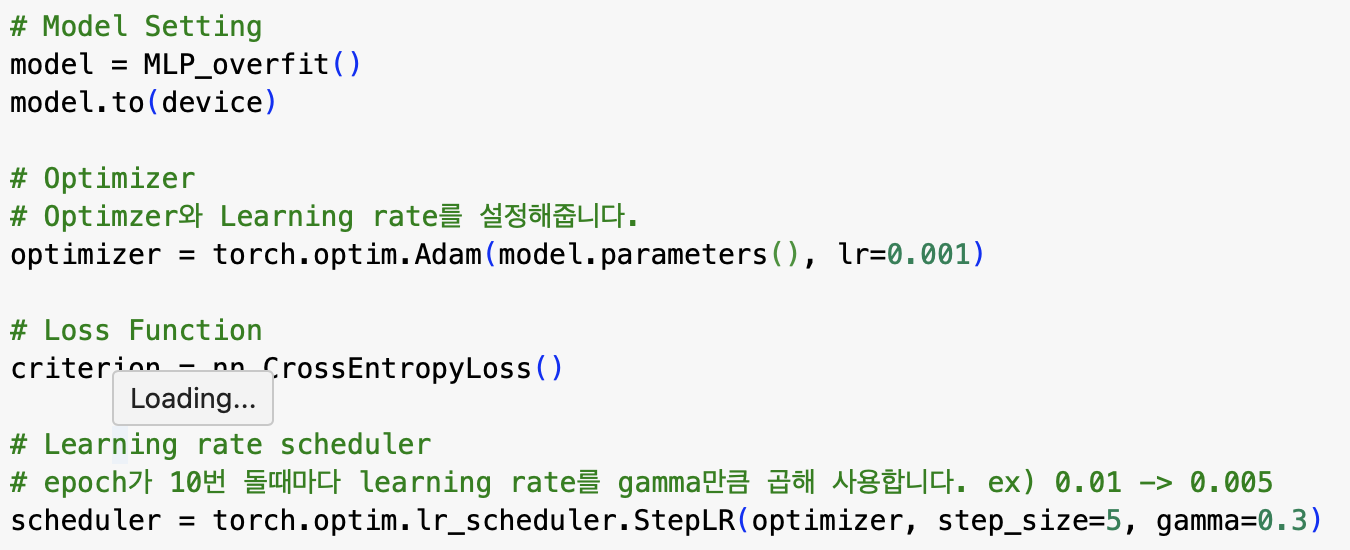 # Model Setting
model = MLP_overfit()
model.to(device)
# Optimizer
# Optimzer와 Learning rate를 설정해줍니다.
optimizer = torch.optim.Adam(model.parameters(), lr=0.001)
# Loss Function
criterion = nn.CrossEntropyLoss()
Loading...
# Learning rate scheduler
# epoch가 10번 돌때마다 learning rate를 gamma만큼 곱해 사용합니다. ex) 0.01 -> 0.005
scheduler = torch.optim.lr_scheduler.StepLR(optimizer, step_size=5, gamma=0.3)